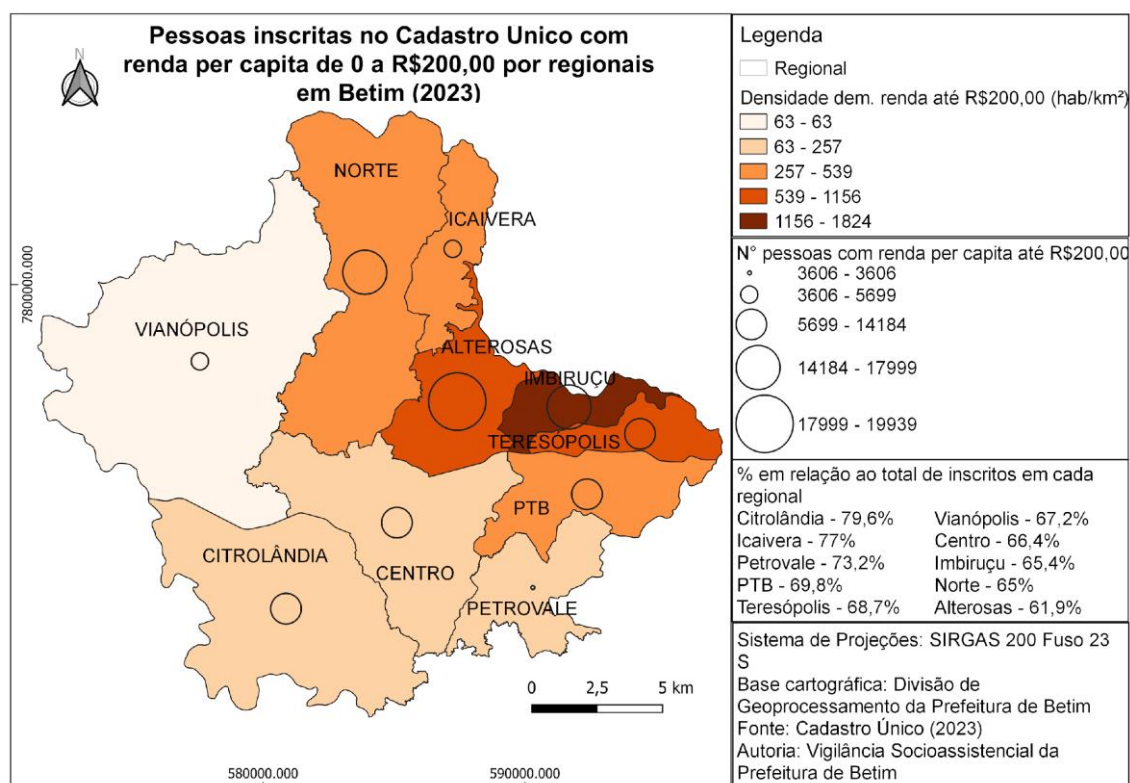 Pessoas inscritas no Cadastro Unico com
renda per capita de 0 a R$200,00 por regionais
em Betim (2023)
N
NORTE
ICAIVERA
VIANÓPOLIS
ALTEROSAS
IMBIRUÇU
TERESÓPOLIS
PTB
CITROLÂNDIA
CENTRO
PETROVALE
0 2,5 5 km
7800000.000
580000.000 590000.000
Legenda
Regional
Densidade dem. renda até R$200,00 (hab/km²)
63 - 63
63 - 257
257 - 539
539 - 1156
1156 - 1824
N° pessoas com renda per capita até R$200,00
3606 - 3606
3606 - 5699
5699 - 14184
14184 - 17999
17999 - 19939
% em relação ao total de inscritos em cada
regional
Citrolândia - 79,6% Vianópolis - 67,2%
Icaivera - 77% Centro - 66,4%
Petrovale - 73,2% Imbiruçu - 65,4%
PTB - 69,8% Norte - 65%
Teresópolis - 68,7% Alterosas - 61,9%
Sistema de Projeções: SIRGAS 200 Fuso 23
S
Base cartográfica: Divisão de
Geoprocessamento da Prefeitura de Betim
Fonte: Cadastro Único (2023)
Autoria: Vigilância Socioassistencial da
Prefeitura de Betim